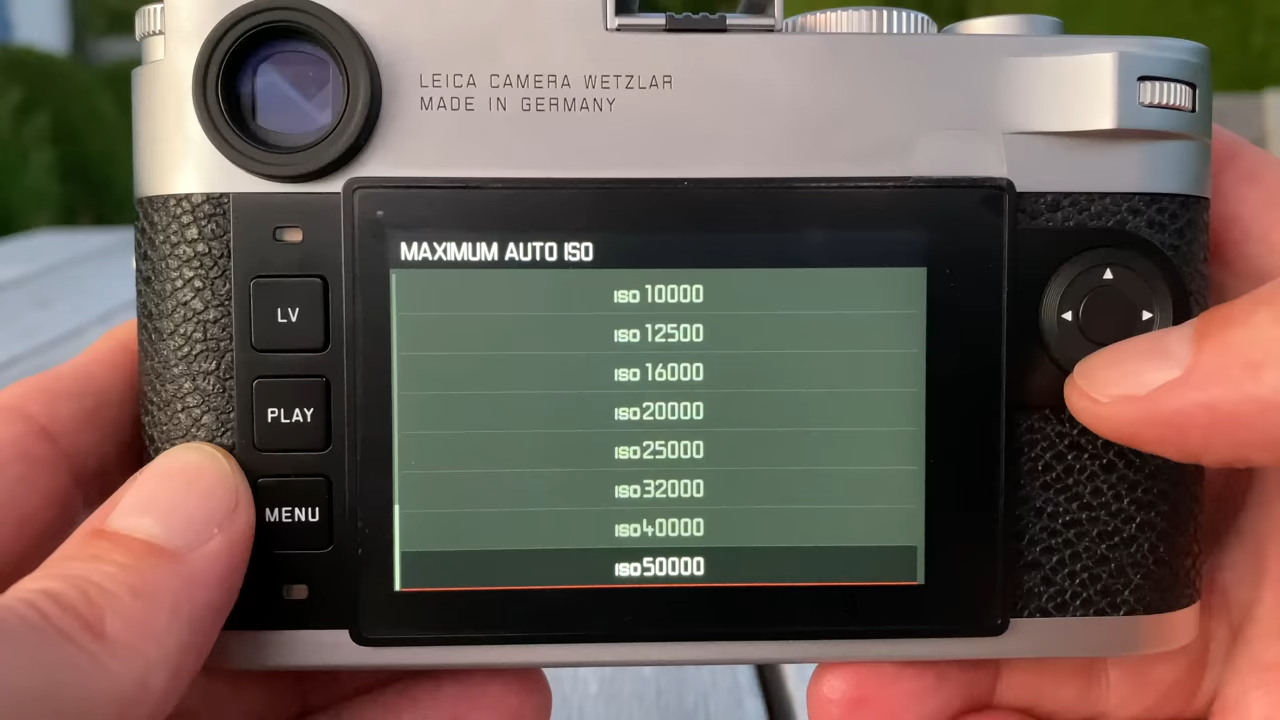 LEICA CAMERA WETZLAR
MADE IN GERMANY
MAXIMUM AUTO ISO
ISO 10000
ISO 12500
ISO 16000
ISO 20000
ISO 25000
ISO 32000
ISO 40000
ISO 50000
LV
PLAY
MENU